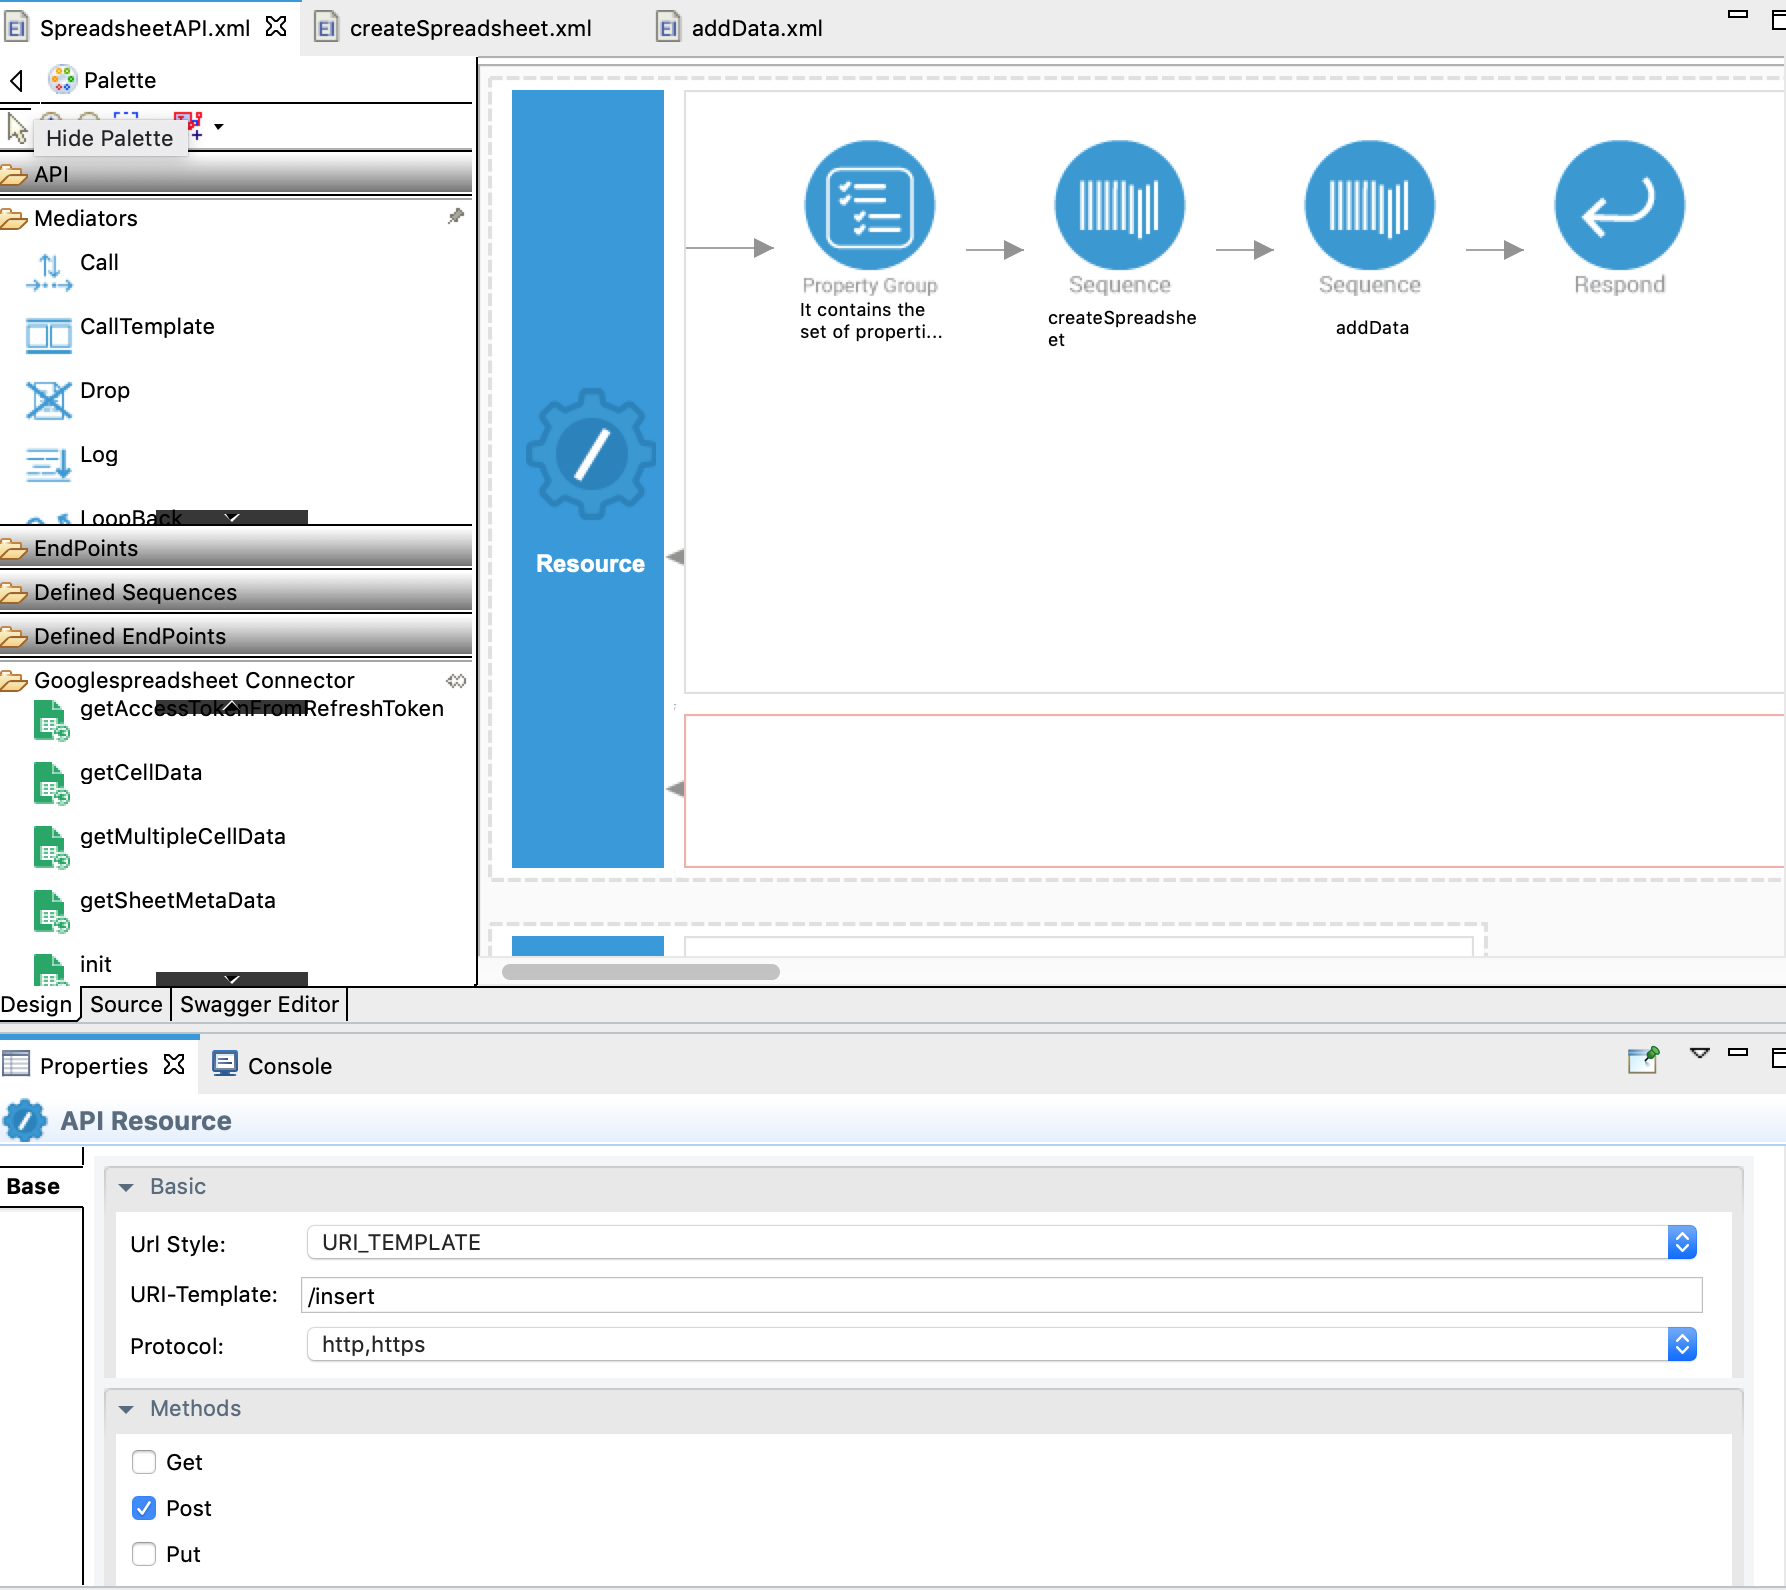 SpreadsheetAPI.xml
createSpreadsheet.xml
addData.xml
Palette
Hide Palette
API
Mediators
Call
CallTemplate
Drop
Log
LoopBack
EndPoints
Defined Sequences
Defined EndPoints
Googlespreadsheet Connector
getAccessTokenFromRefreshToken
getCellData
getMultipleCellData
getSheetMetaData
init
Property Group
It contains the
set of properti...
Sequence
createSpreadshe
et
Sequence
addData
Respond
Resource
Design
Source
Swagger Editor
Properties
Console
API Resource
Base
Basic
Url Style:
URI_TEMPLATE
URI-Template:
/insert
Protocol:
http,https
Methods
Get
Post
Put